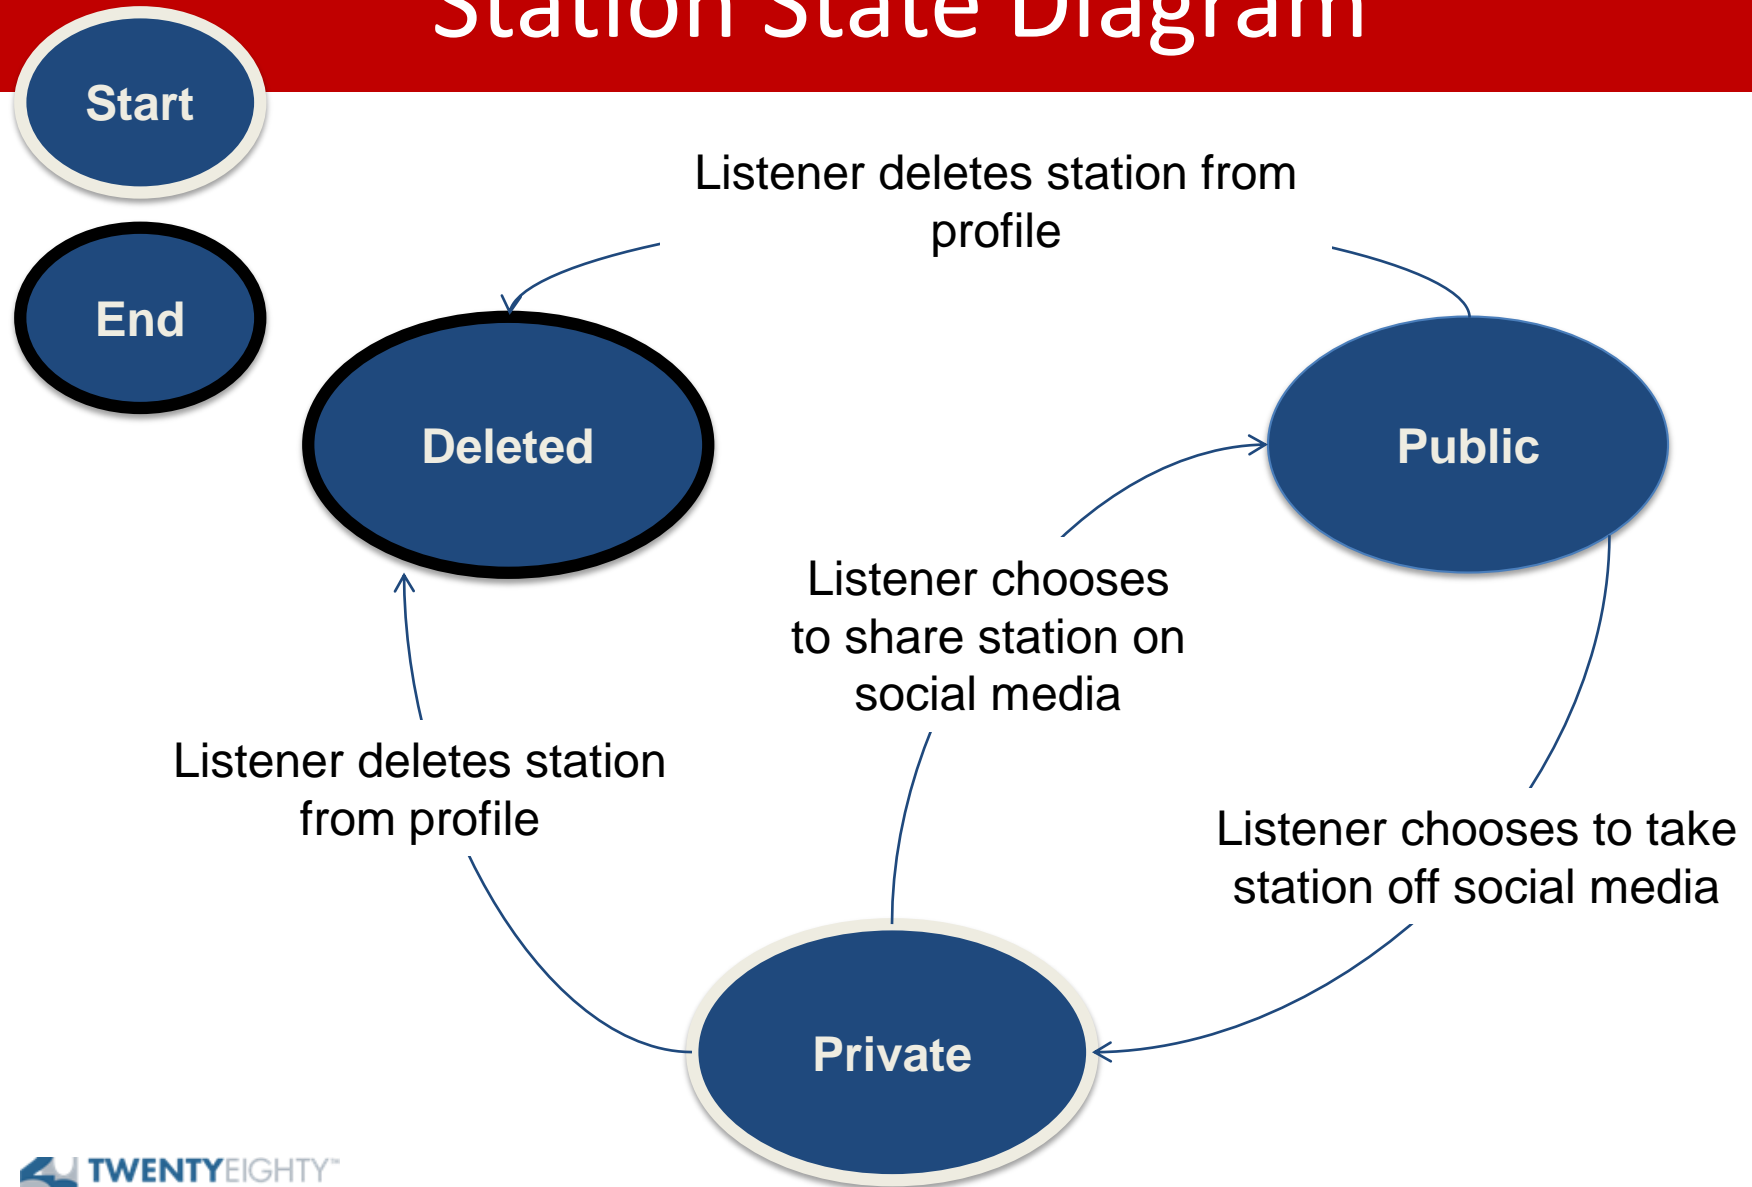 Station State Diagram
Start
End
Listener deletes station from
profile
Deleted
Public
Listener chooses
to share station on
social media
Listener deletes station
from profile
Listener chooses to take
station off social media
Private
TWENTYEIGHTY™